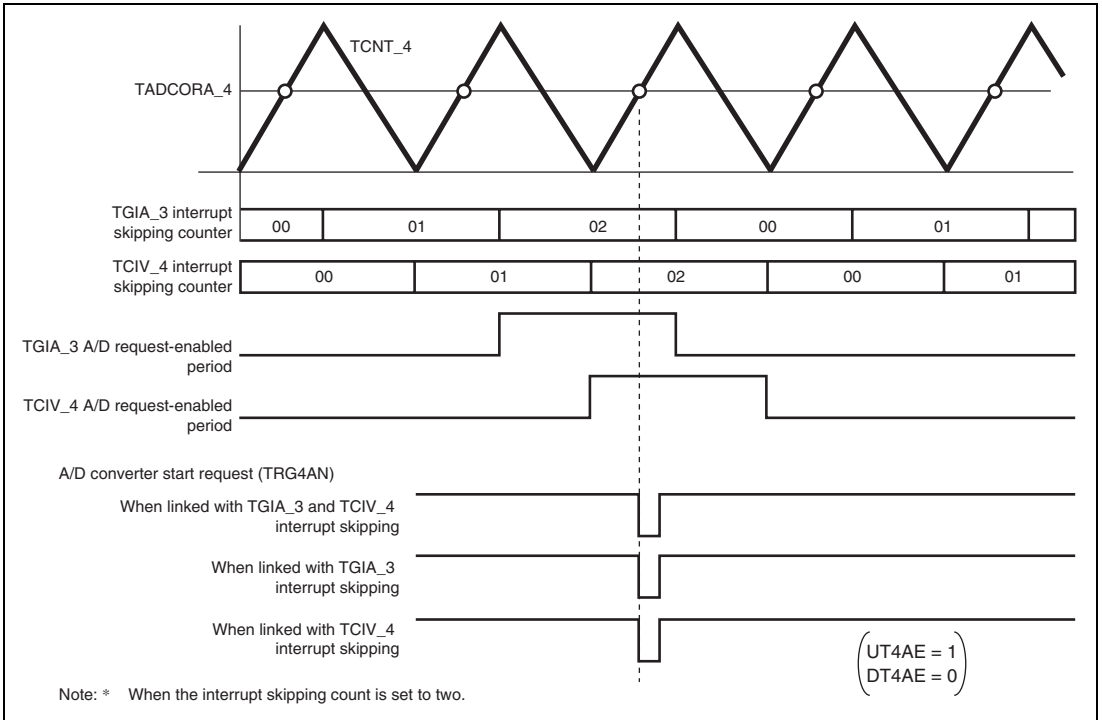 TCNT_4
TADCORA_4
TGIA_3 interrupt
skipping counter
00 01 02 00 01
TCIV_4 interrupt
skipping counter
00 01 02 00 01
TGIA_3 A/D request-enabled
period
TCIV_4 A/D request-enabled
period
A/D converter start request (TRG4AN)
When linked with TGIA_3 and TCIV_4
interrupt skipping
When linked with TGIA_3
interrupt skipping
When linked with TCIV_4
interrupt skipping
UT4AE = 1
DT4AE = 0
Note: * When the interrupt skipping count is set to two.